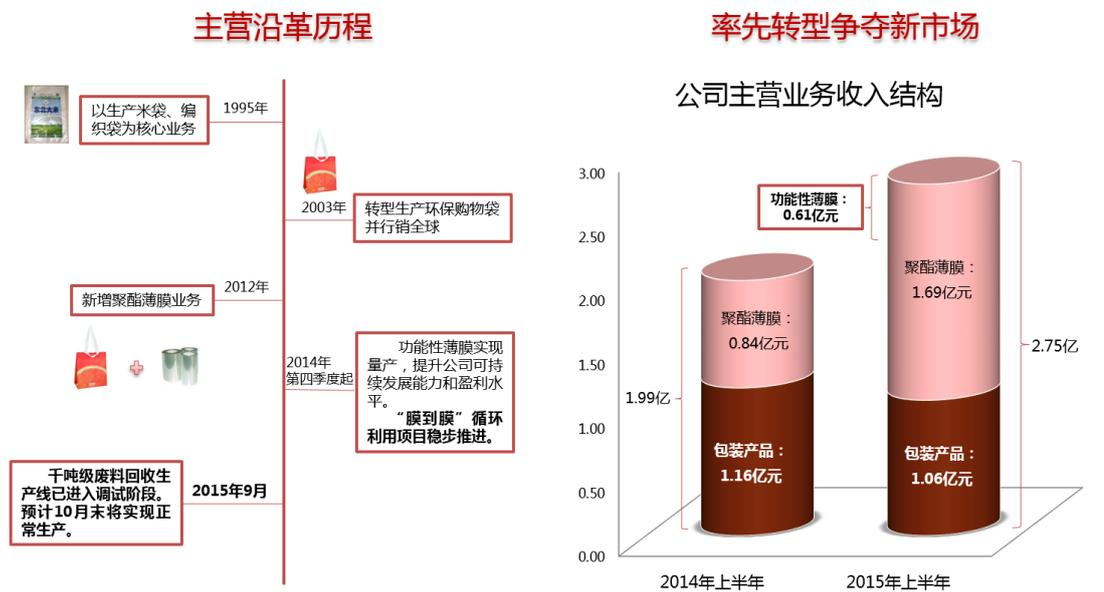 主营沿革历程
东北大米
以生产米袋、编
织袋为核心业务
1995年
2003年
转型生产环保购物袋
并行销全球
新增聚酯薄膜业务
2012年
2014年
第四季度起
功能性薄膜实现
量产，提升公司可持
续发展能力和盈利水
平。
“膜到膜”循环
利用项目稳步推进。
千吨级废料回收生
产线已进入调试阶段。
预计10月末将实现正
常生产。
2015年9月
率先转型争夺新市场
公司主营业务收入结构
3.00
2.50
2.00
1.50
1.00
0.50
0.00
功能性薄膜：
0.61亿元
聚酯薄膜：
0.84亿元
包装产品：
1.16亿元
1.99亿
聚酯薄膜：
1.69亿元
包装产品：
1.06亿元
2.75亿
2014年上半年
2015年上半年